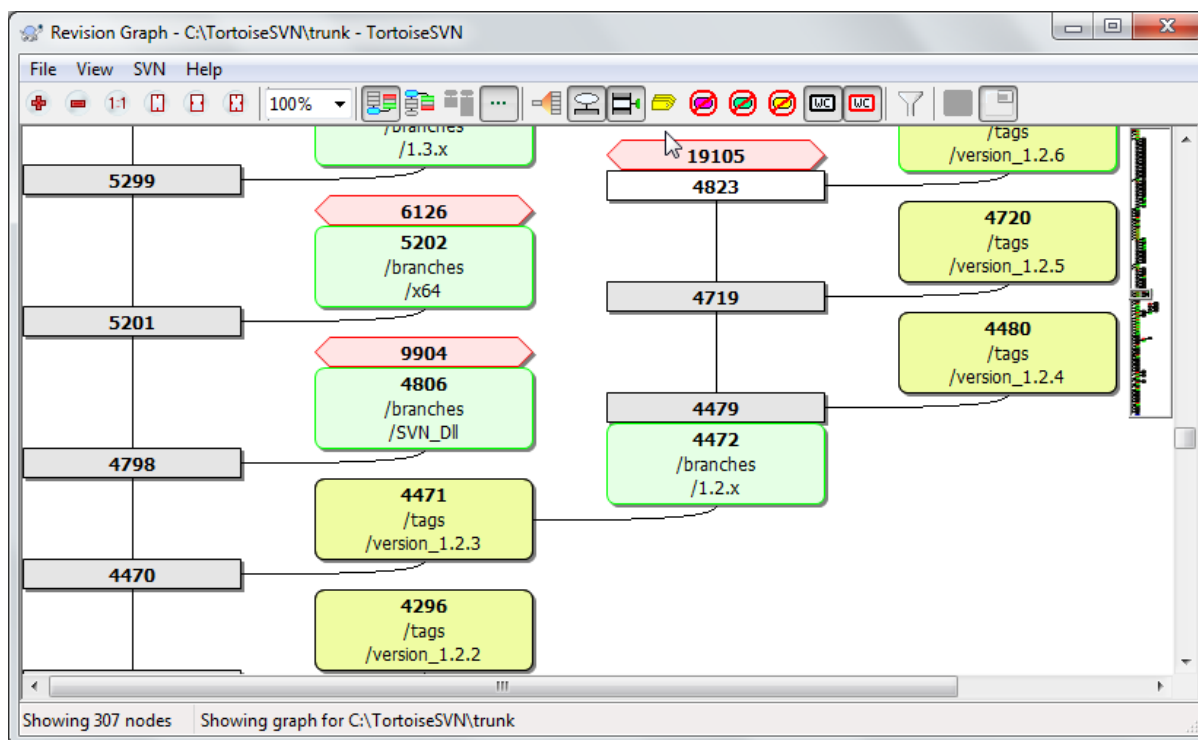 Revision Graph - C:\TortoiseSVN\trunk - TortoiseSVN
File View SVN Help
1:1 100% ... WC WC
/branches
/1.3.x
5299
6126
5202
/branches
/x64
5201
9904
4806
/branches
/SVN_Dll
4798
4471
/tags
/version_1.2.3
4470
4296
/tags
/version_1.2.2
19105
4823
4719
4479
4472
/branches
/1.2.x
/tags
/version_1.2.6
4720
/tags
/version_1.2.5
4480
/tags
/version_1.2.4
Showing 307 nodes Showing graph for C:\TortoiseSVN\trunk